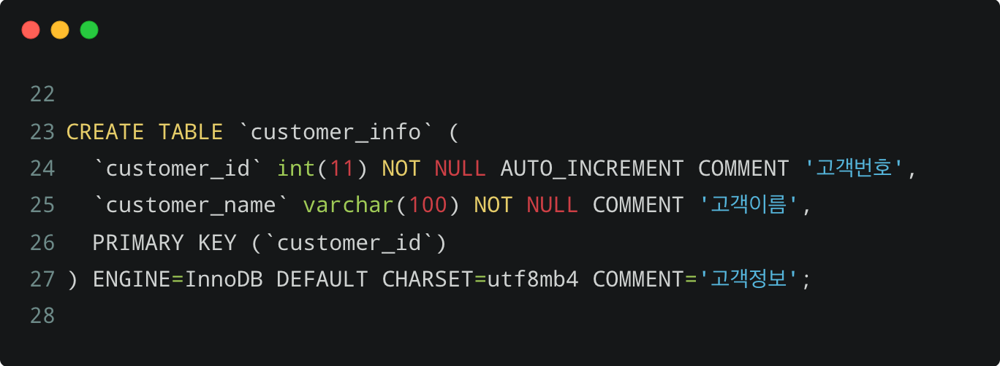 22
23 CREATE TABLE `customer_info` (
24   `customer_id` int(11) NOT NULL AUTO_INCREMENT COMMENT '고객번호',
25   `customer_name` varchar(100) NOT NULL COMMENT '고객이름',
26   PRIMARY KEY (`customer_id`)
27 ) ENGINE=InnoDB DEFAULT CHARSET=utf8mb4 COMMENT='고객정보';
28